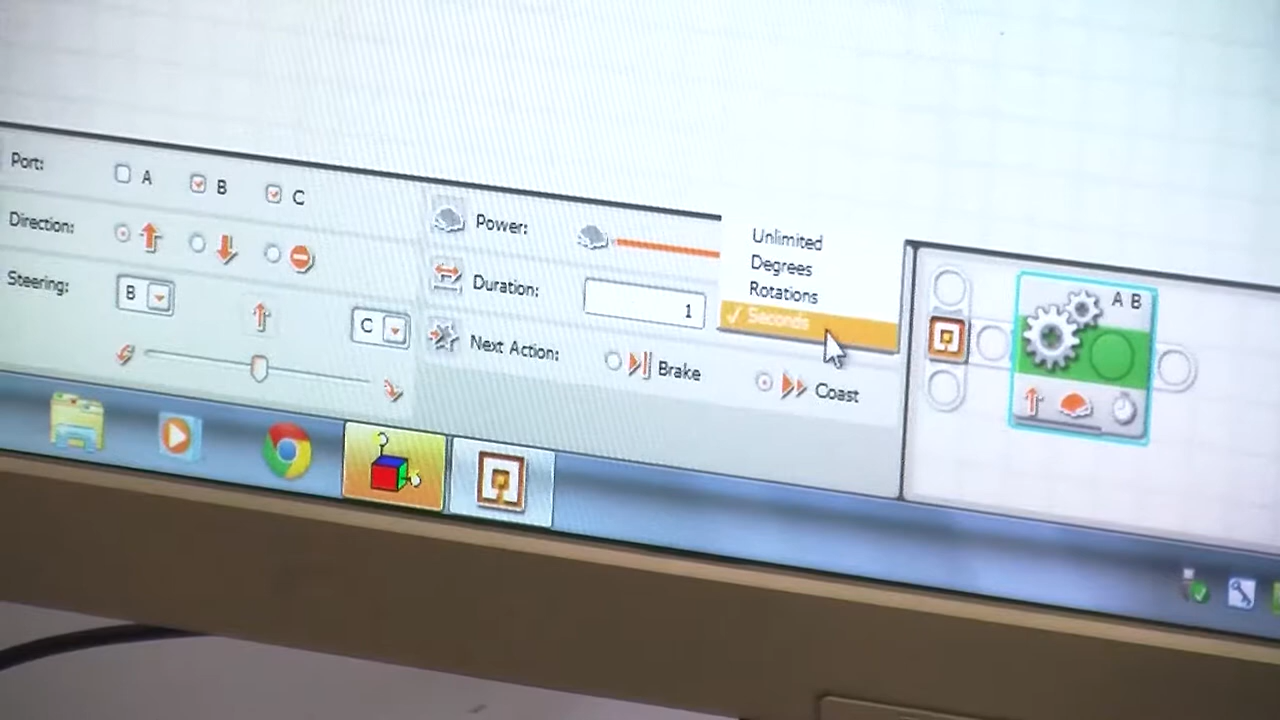 Port: A B C
Direction:
Steering: B C
Power:
Duration: 1
Next Action: Brake Coast
Unlimited
Degrees
Rotations
Seconds
A B